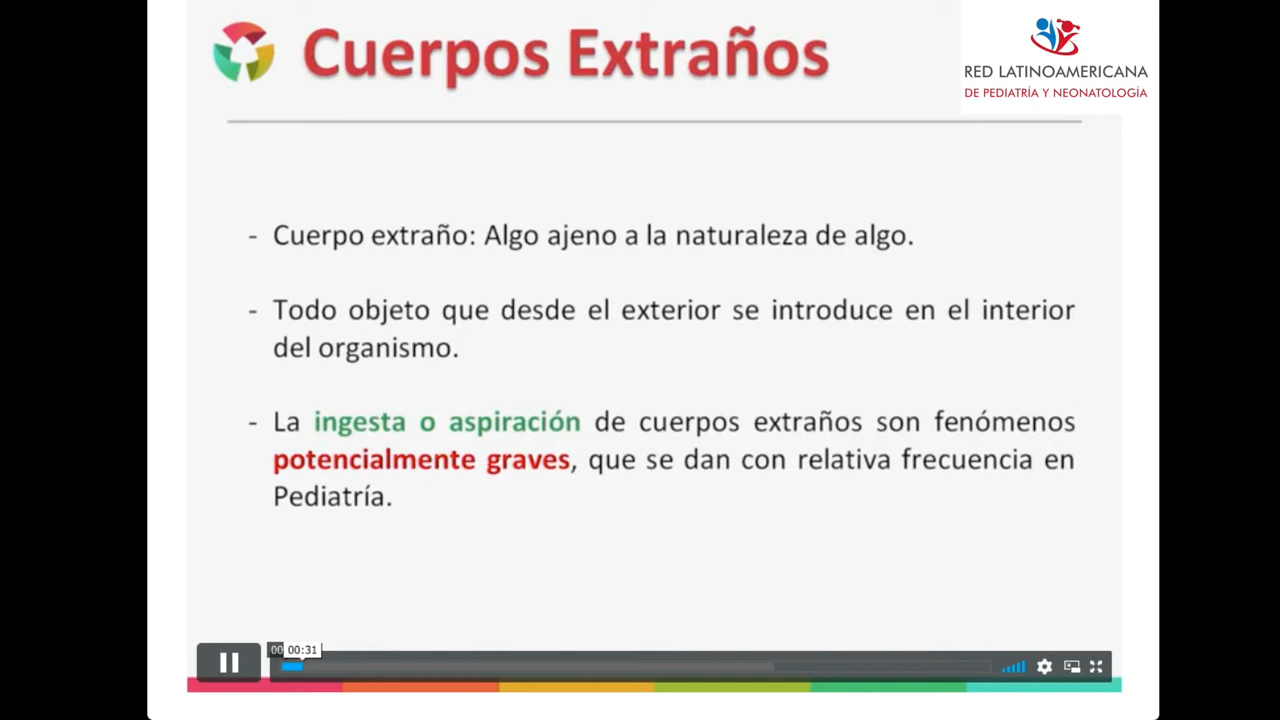 Cuerpos Extraños
RED LATINOAMERICANA
DE PEDIATRÍA Y NEONATOLOGÍA
- Cuerpo extraño: Algo ajeno a la naturaleza de algo.
- Todo objeto que desde el exterior se introduce en el interior
del organismo.
- La ingesta o aspiración de cuerpos extraños son fenómenos
potencialmente graves, que se dan con relativa frecuencia en
Pediatría.
00 00:31